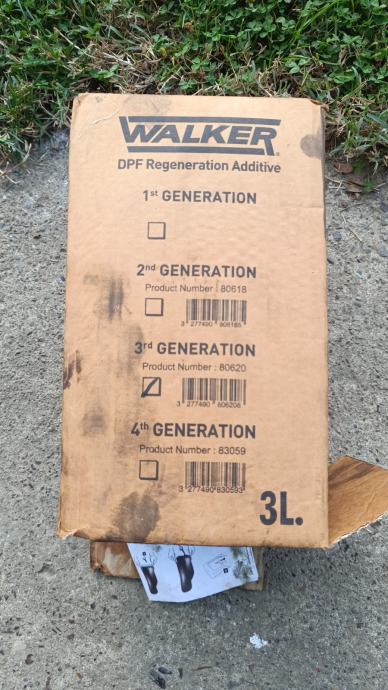 WALKER®
DPF Regeneration Additive
1st GENERATION
2nd GENERATION
Product Number : 80618
3 277490 806185
3rd GENERATION
Product Number : 80620
3 277490 806208
4th GENERATION
Product Number : 83059
3 277490 830593
3L.